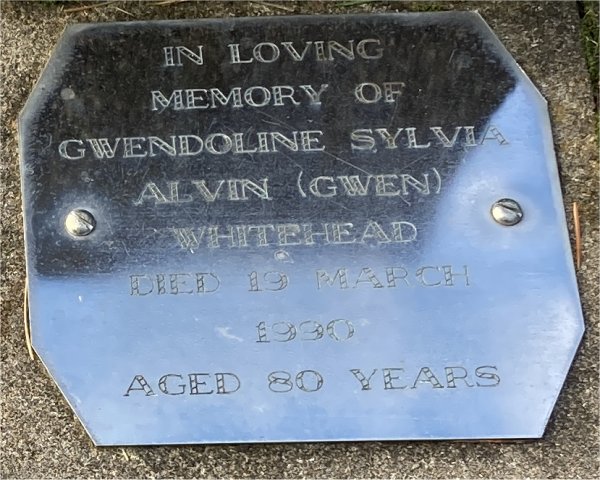 IN LOVING
MEMORY OF
GWENDOLINE SYLVIA
ALVIN (GWEN)
WHITEHEAD
DIED 19 MARCH
1990
AGED 80 YEARS